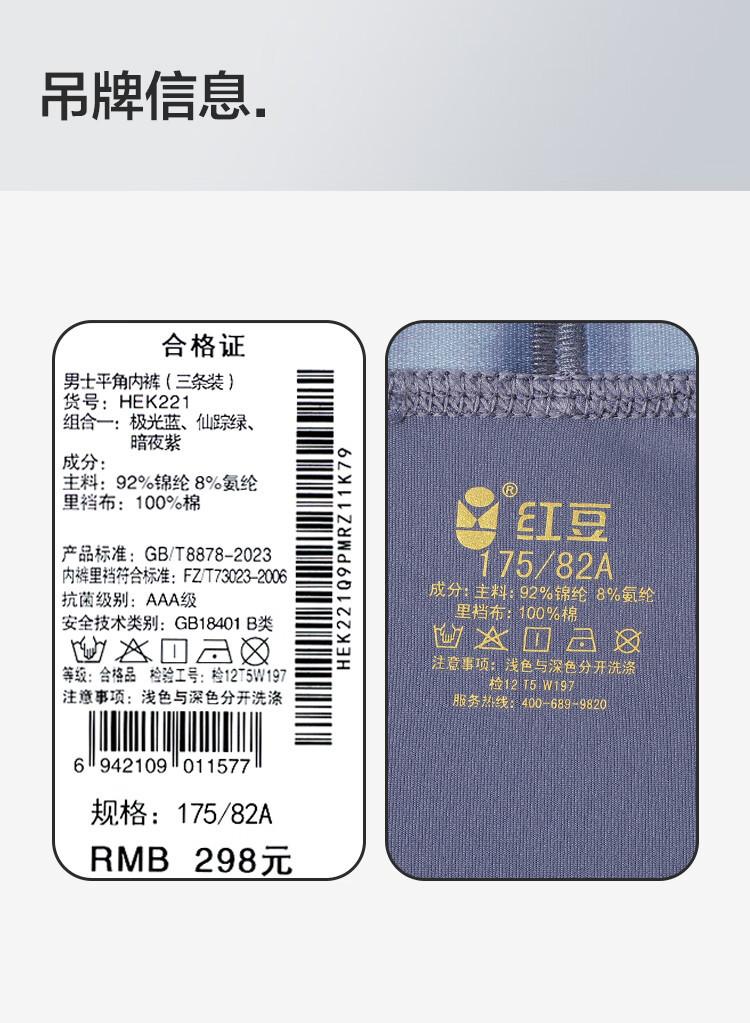 吊牌信息.
合格证
男士平角内裤(三条装)
货号：HEK221
组合一：极光蓝、仙踪绿、
暗夜紫
成分：
主料：92%锦纶 8%氨纶
里裆布：100%棉
产品标准：GB/T8878-2023
内裤里裆符合标准：FZ/T73023-2006
抗菌级别：AAA级
安全技术类别：GB18401 B类
等级：合格品 检验工号：检12T5W197
注意事项：浅色与深色分开洗涤
6 942109 011577
规格：175/82A
RMB 298元
HEK221Q9PMRZ11K79
®
红豆
175/82A
成分：主料：92%锦纶 8%氨纶
里裆布：100%棉
注意事项：浅色与深色分开洗涤
检12 T5 W197
服务热线：400-689-9820